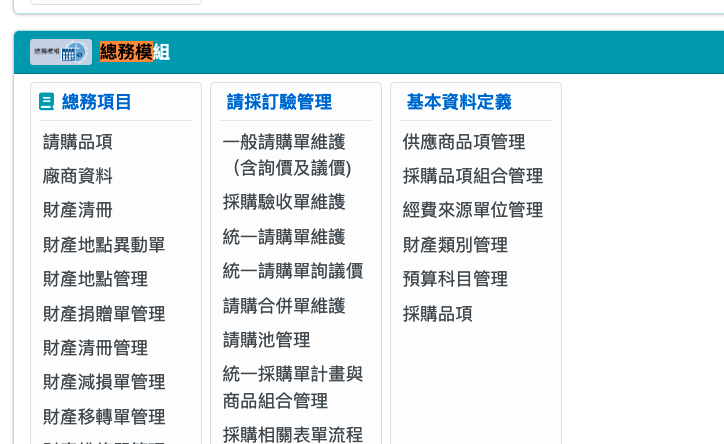 總務模組
總務模組
總務項目
請購品項
廠商資料
財產清冊
財產地點異動單
財產地點管理
財產捐贈單管理
財產清冊管理
財產減損單管理
財產移轉單管理
請採訂驗管理
一般請購單維護
（含詢價及議價)
採購驗收單維護
統一請購單維護
統一請購單詢議價
請購合併單維護
請購池管理
統一採購單計畫與
商品組合管理
採購相關表單流程
基本資料定義
供應商品項管理
採購品項組合管理
經費來源單位管理
財產類別管理
預算科目管理
採購品項